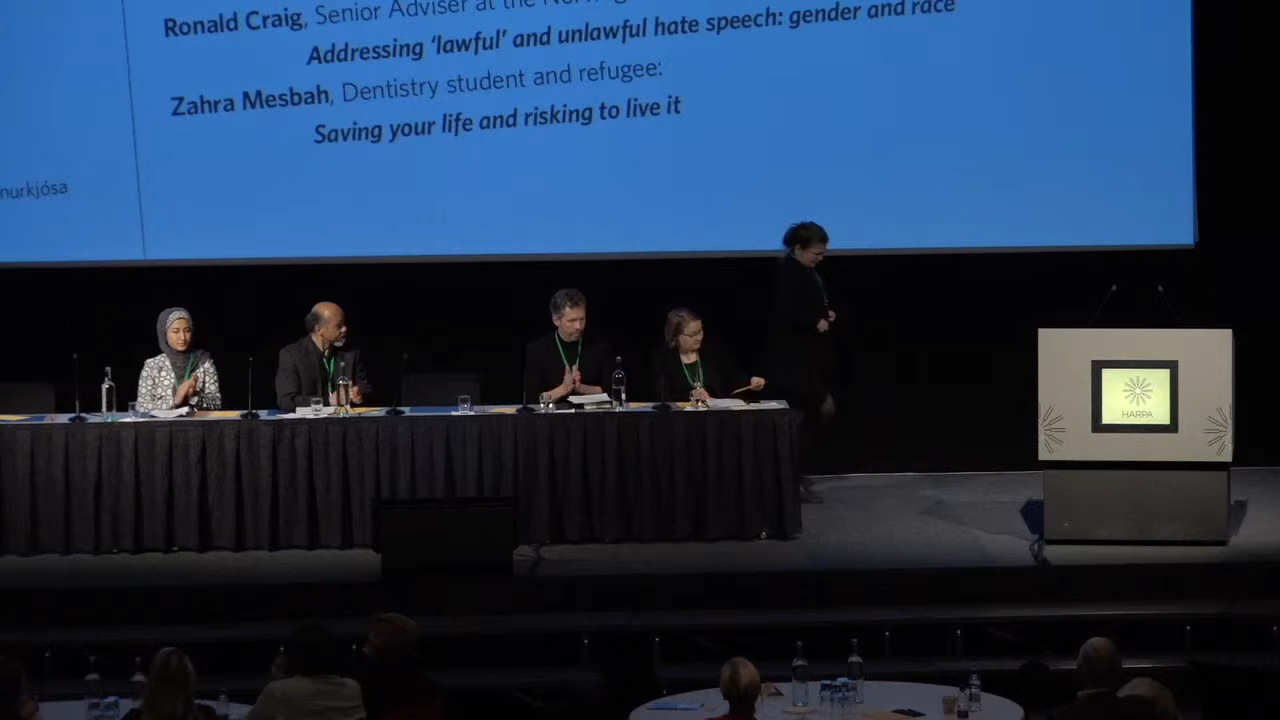 Ronald Craig, Senior Adviser at the
Addressing ‘lawful’ and unlawful hate speech: gender and race
Zahra Mesbah, Dentistry student and refugee:
Saving your life and risking to live it
nurkjósa
HARPA